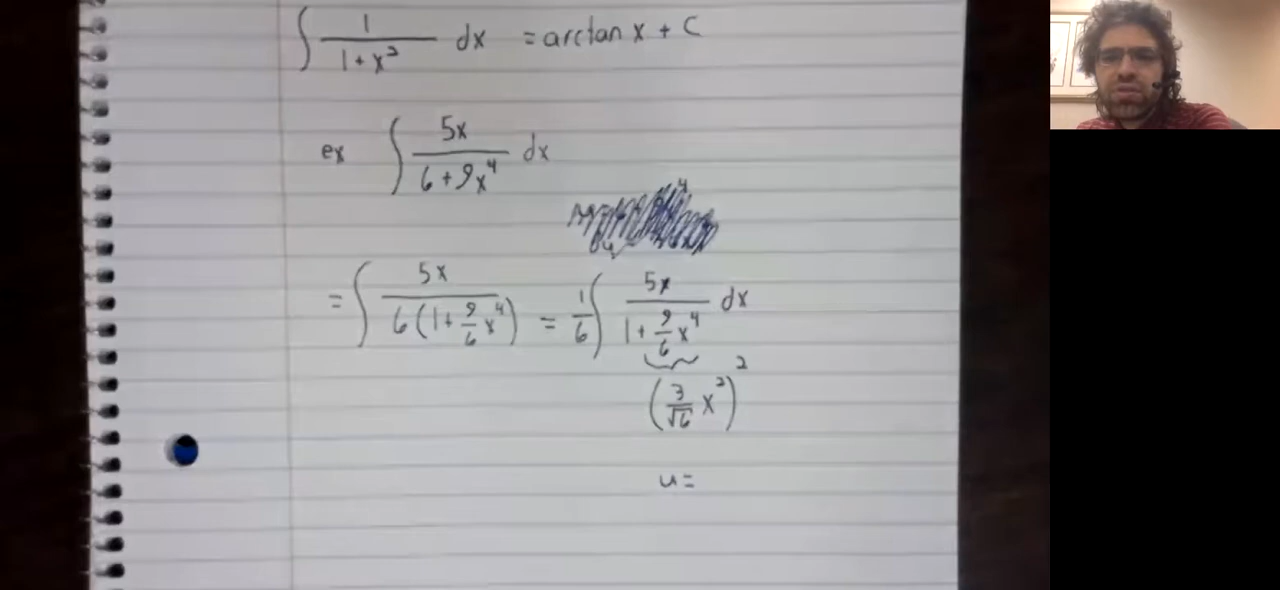 ∫ 1/(1+x²) dx = arctan x + C
ex ∫ 5x/(6+9x⁴) dx
= ∫ 5x/(6(1+9/6 x⁴)) = 1/6 ∫ 5x/(1+9/6 x⁴) dx
(3/√6 x²)²
u=